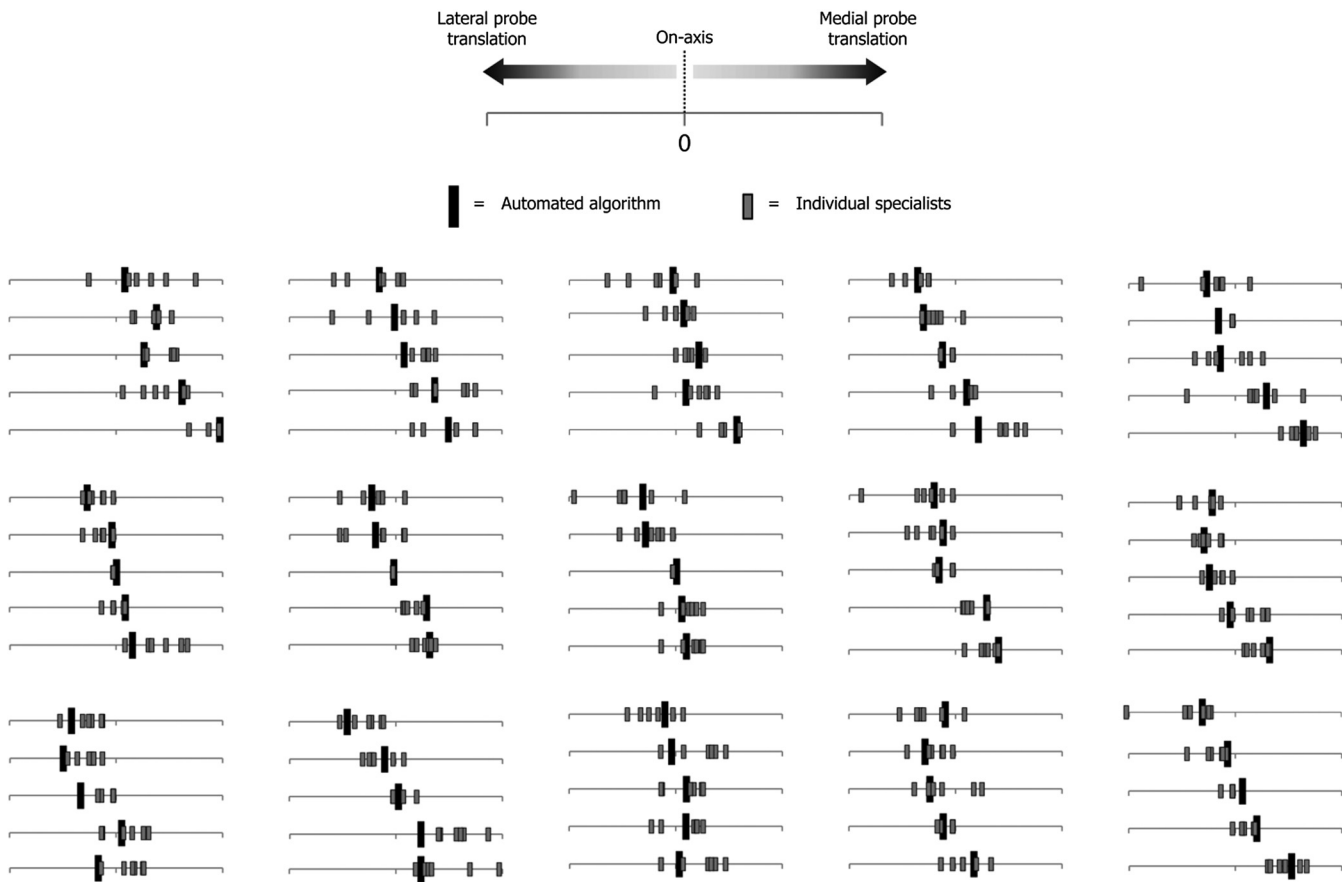 Lateral probe
translation
On-axis
Medial probe
translation
0
= Automated algorithm
= Individual specialists